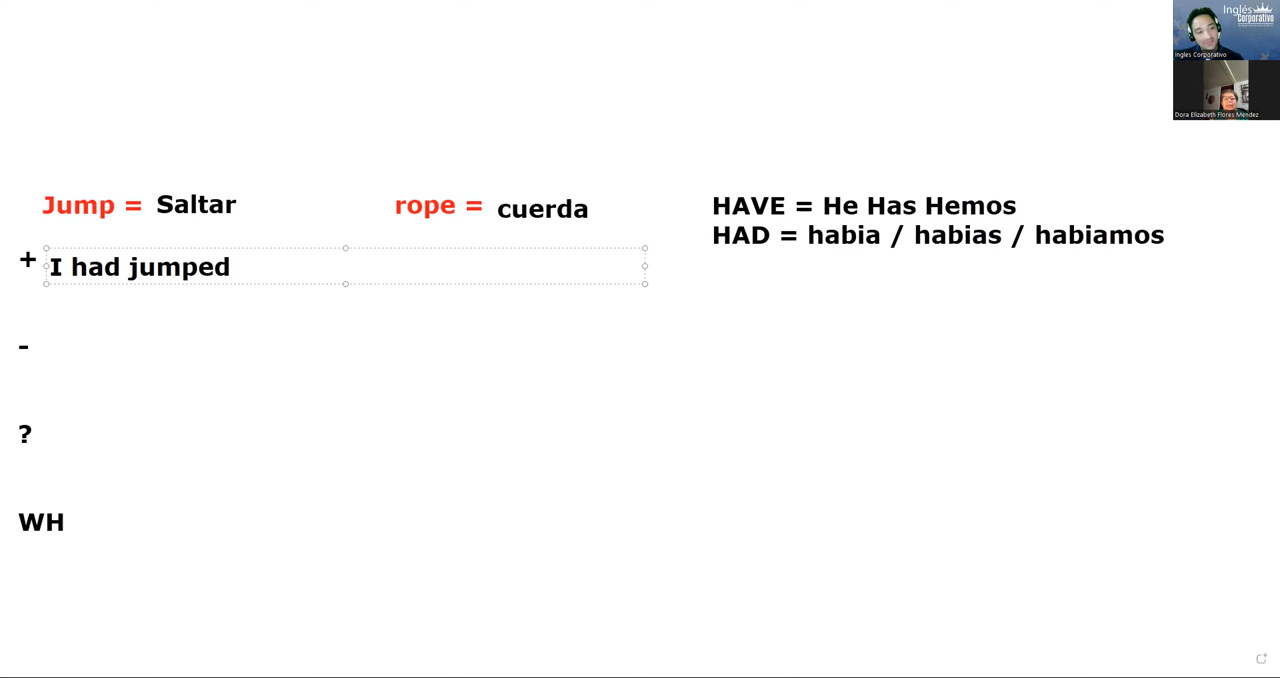 Inglés
Corporativo
Ingles Corporativo
Dora Elizabeth Flores Mendez
Jump = Saltar
rope = cuerda
HAVE = He Has Hemos
HAD = habia / habias / habiamos
+ I had jumped
-
?
WH